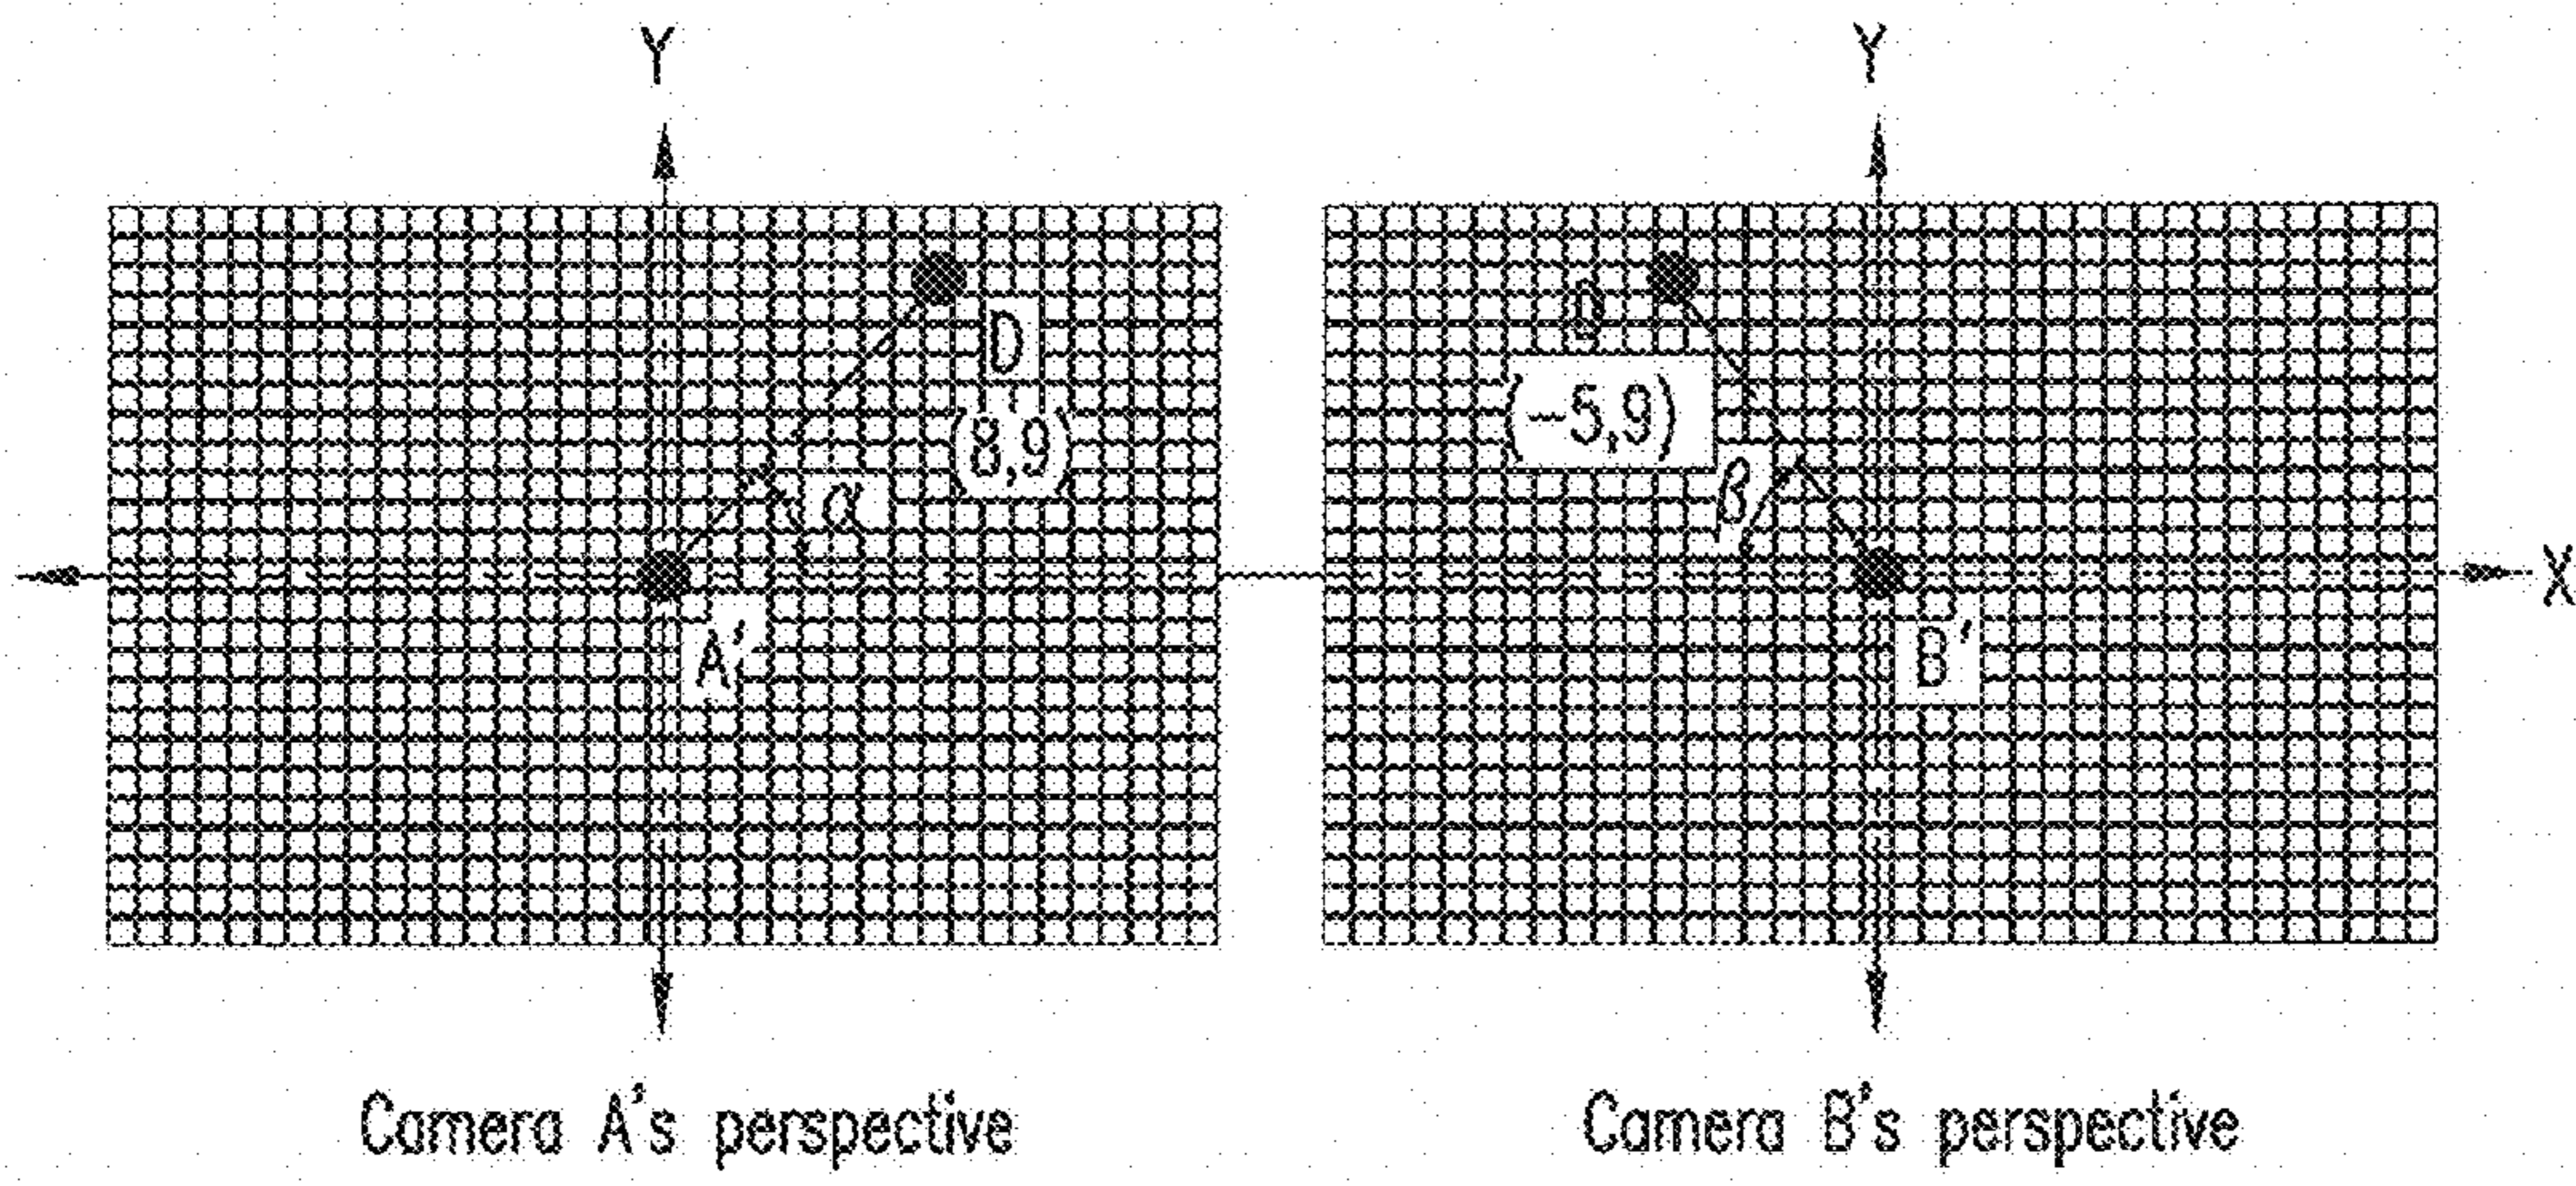 Y
Y
D
D
(8,9)
(-5,9)
α
β
X
A'
B'
Camera A's perspective
Camera B's perspective